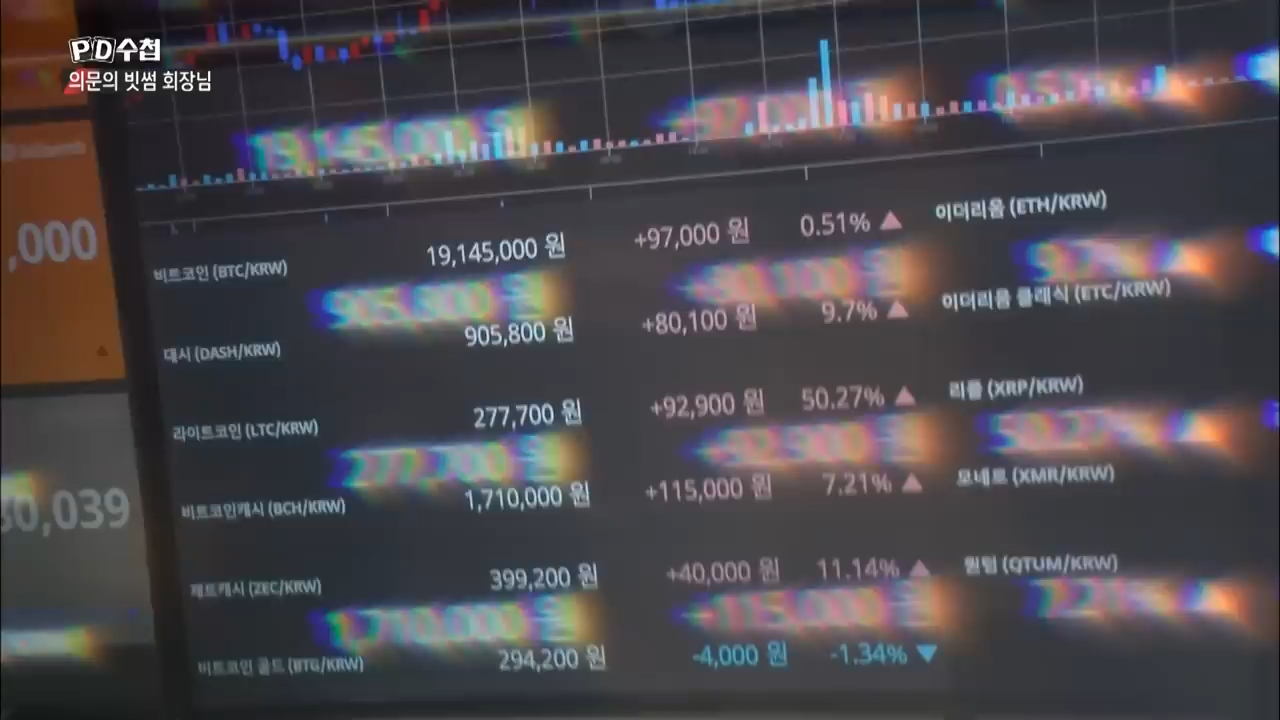 PD수첩
의문의 빗썸 회장님
,000
비트코인 (BTC/KRW) 19,145,000 원 +97,000 원 0.51% ▲ 이더리움 (ETH/KRW)
대시 (DASH/KRW) 905,800 원 +80,100 원 9.7% ▲ 이더리움 클래식 (ETC/KRW)
라이트코인 (LTC/KRW) 277,700 원 +92,900 원 50.27% ▲ 리플 (XRP/KRW)
비트코인캐시 (BCH/KRW) 1,710,000 원 +115,000 원 7.21% ▲ 모네트 (XMR/KRW)
제트캐시 (ZEC/KRW) 399,200 원 +40,000 원 11.14% ▲ 퀀텀 (QTUM/KRW)
비트코인 골드 (BTG/KRW) 294,200 원 -4,000 원 -1.34% ▼
0,039